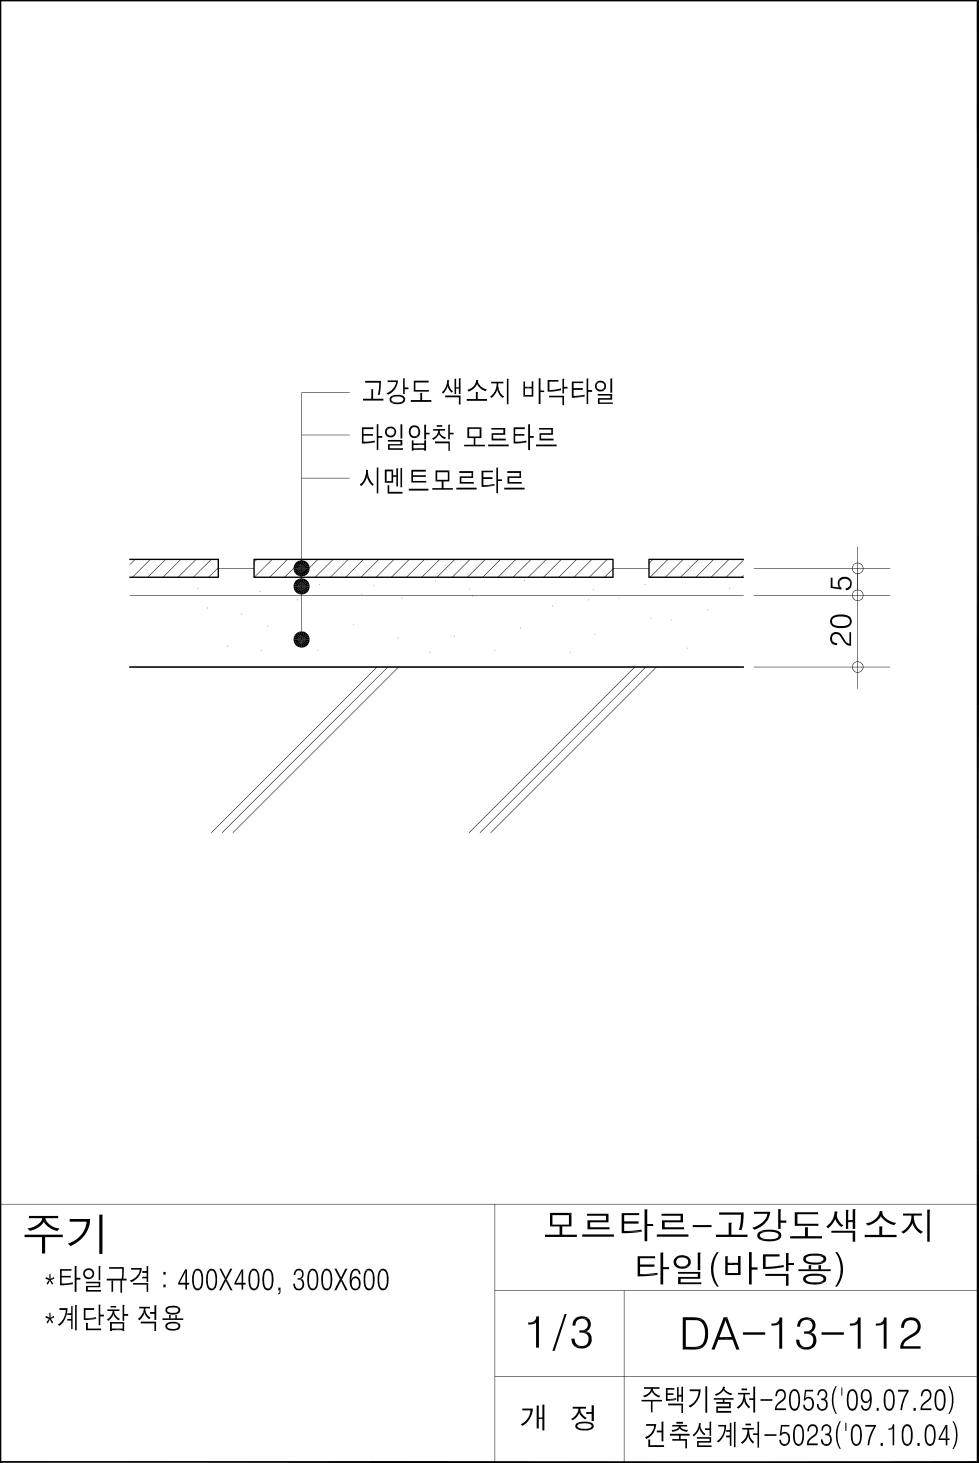 고강도 색소지 바닥타일
타일압착 모르타르
시멘트모르타르
5
20
주기
*타일규격 : 400X400, 300X600
*계단참 적용
모르타르-고강도색소지
타일(바닥용)
1/3
DA-13-112
개 정
주택기술처-2053('09.07.20)
건축설계처-5023('07.10.04)